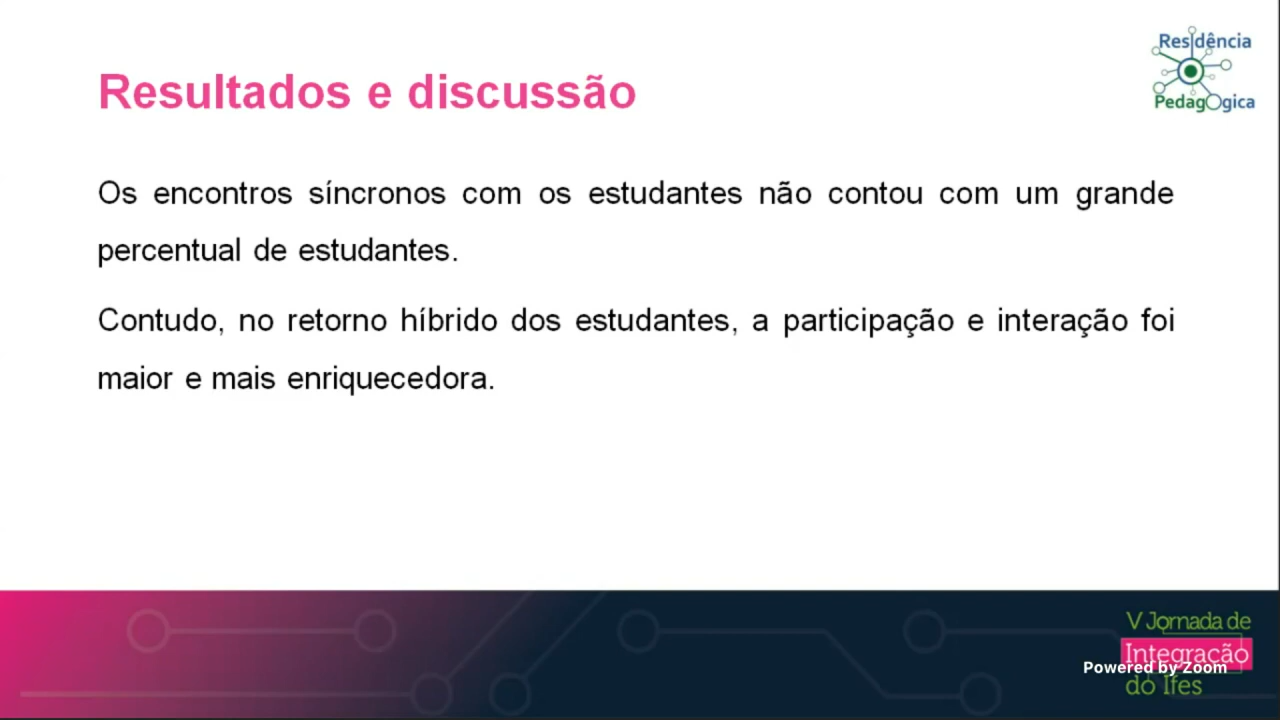 Residência
Pedagógica
Resultados e discussão
Os encontros síncronos com os estudantes não contou com um grande
percentual de estudantes.
Contudo, no retorno híbrido dos estudantes, a participação e interação foi
maior e mais enriquecedora.
V Jornada de
Integração
Powered by Zoom
do Ifes